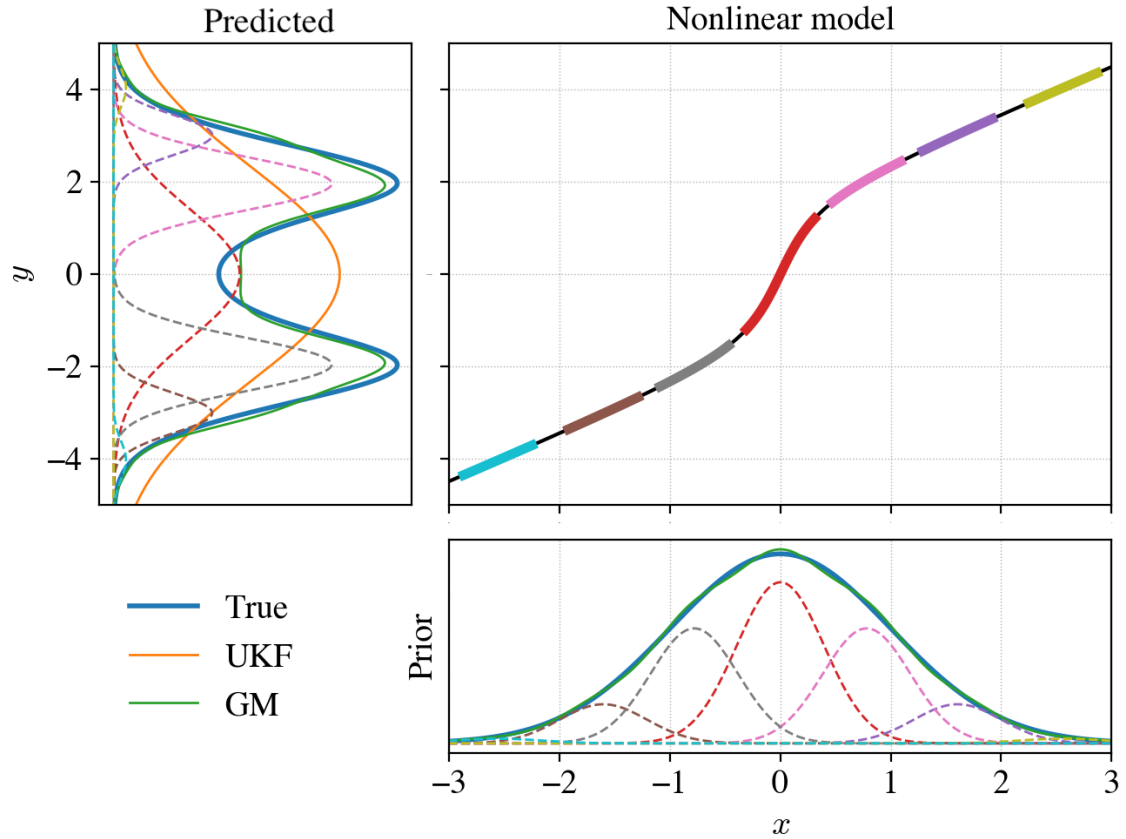 Predicted
Nonlinear model
4
2
0
−2
−4
y
True
UKF
GM
Prior
−3 −2 −1 0 1 2 3
x